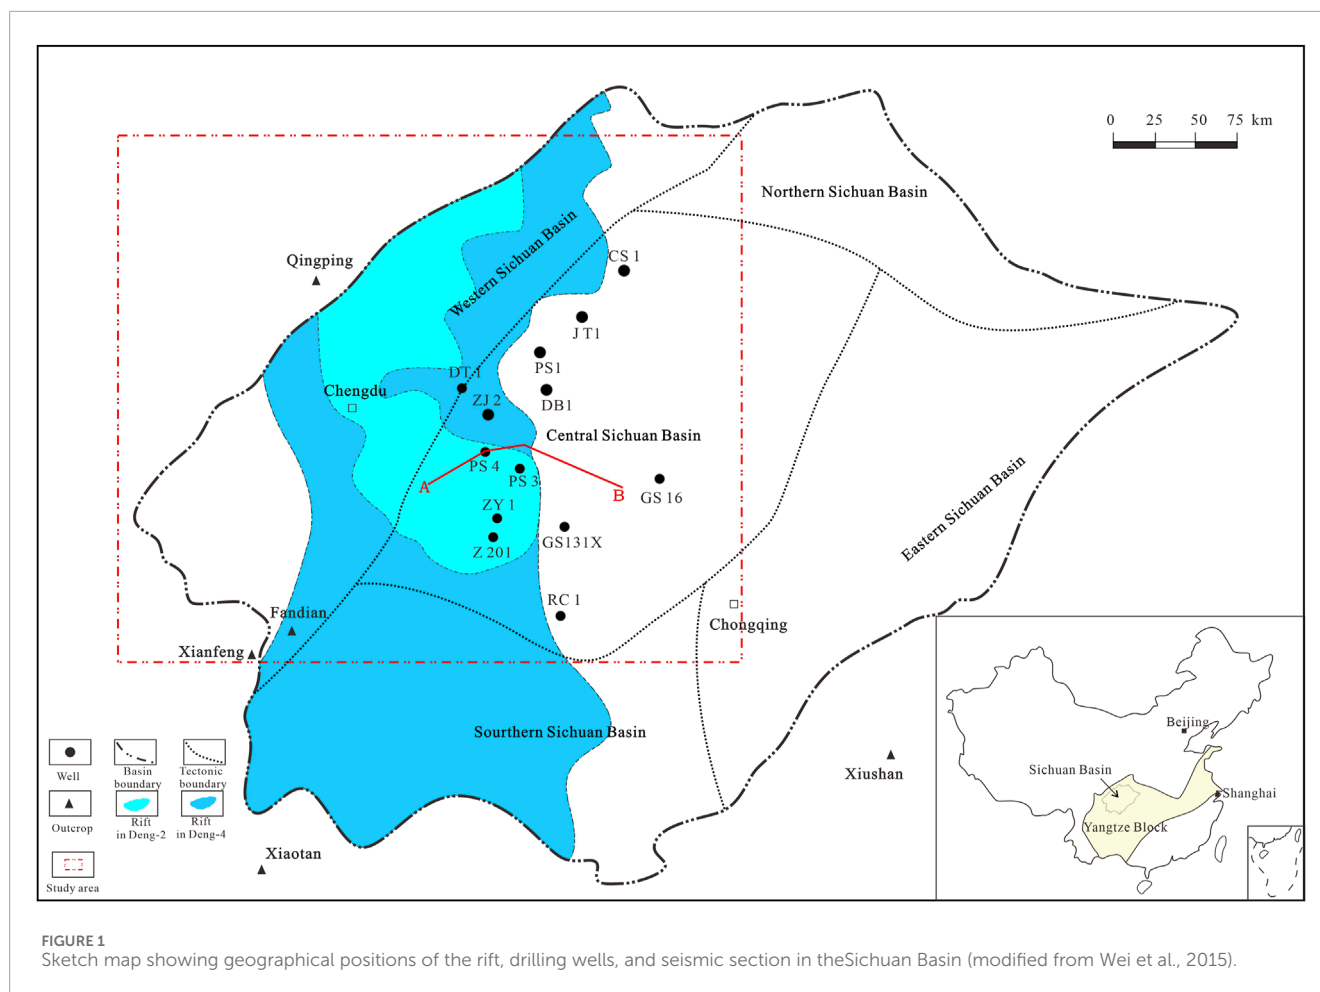 0 25 50 75 km
Northern Sichuan Basin
Western Sichuan Basin
Qingping
CS 1
JT1
PS1
DT1
Chengdu
ZJ 2
DB1
Central Sichuan Basin
PS 4
PS 3
A
B
GS 16
ZY 1
Z 201
GS131X
Eastern Sichuan Basin
RC 1
Fandian
Xianfeng
Chongqing
Sourthern Sichuan Basin
Xiushan
Xiaotan
Well
Basin
boundary
Tectonic
boundary
Outcrop
Rift
in Deng-2
Rift
in Deng-4
Study area
Beijing
Sichuan Basin
Shanghai
Yangtze Block
FIGURE 1
Sketch map showing geographical positions of the rift, drilling wells, and seismic section in theSichuan Basin (modified from Wei et al., 2015).